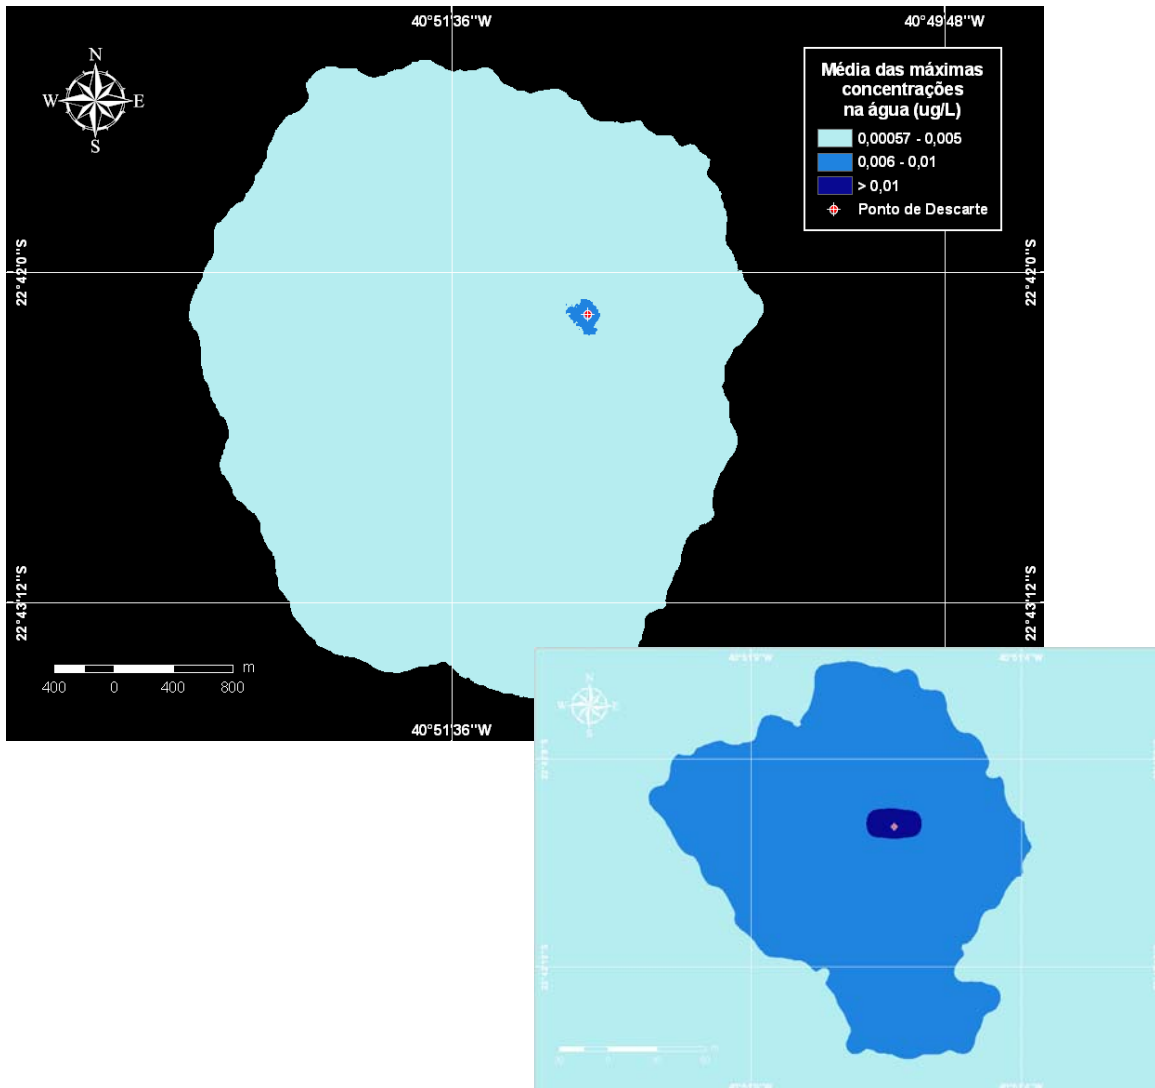 40°51'36"W 40°49'48"W
N
W E
S
Média das máximas
concentrações
na água (ug/L)
0,00057 - 0,005
0,006 - 0,01
> 0,01
Ponto de Descarte
22°42'0"S 22°42'0"S
22°43'12"S 22°43'12"S
m
400 0 400 800
40°51'36"W
N
W E
S